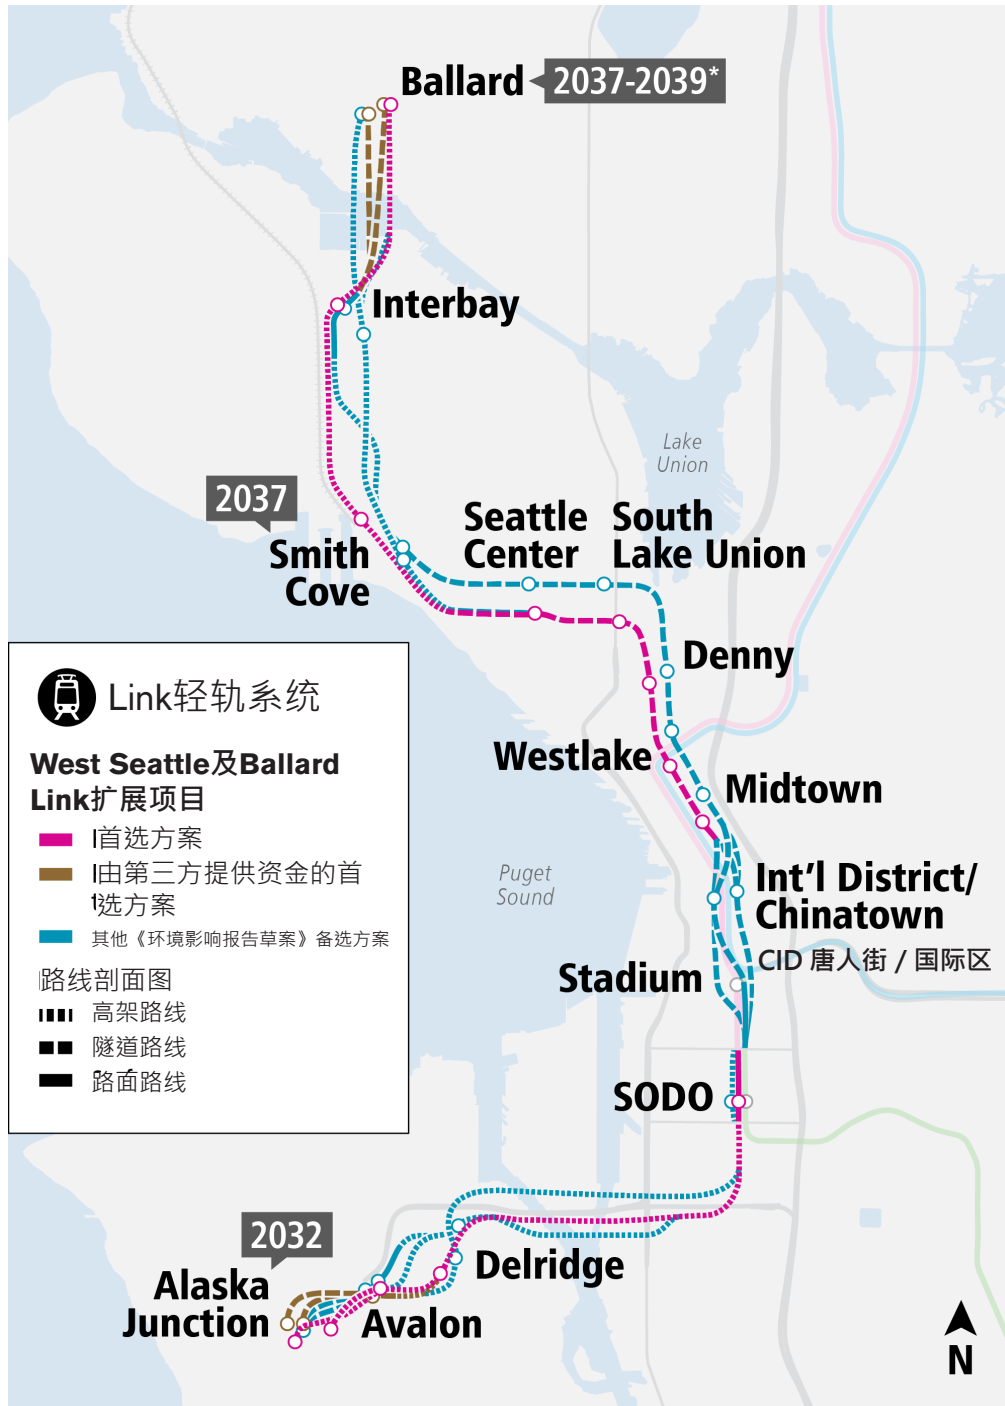 Ballard
2037-2039*
Interbay
Lake
Union
2037
Seattle
Center
South
Lake Union
Smith
Cove
Denny
Link轻轨系统
West Seattle及Ballard
Link扩展项目
首选方案
由第三方提供资金的首
选方案
其他《环境影响报告草案》备选方案
路线剖面图
高架路线
隧道路线
路面路线
Westlake
Midtown
Puget
Sound
Int'l District/
Chinatown
CID 唐人街 / 国际区
Stadium
SODO
2032
Delridge
Alaska
Junction
Avalon
N